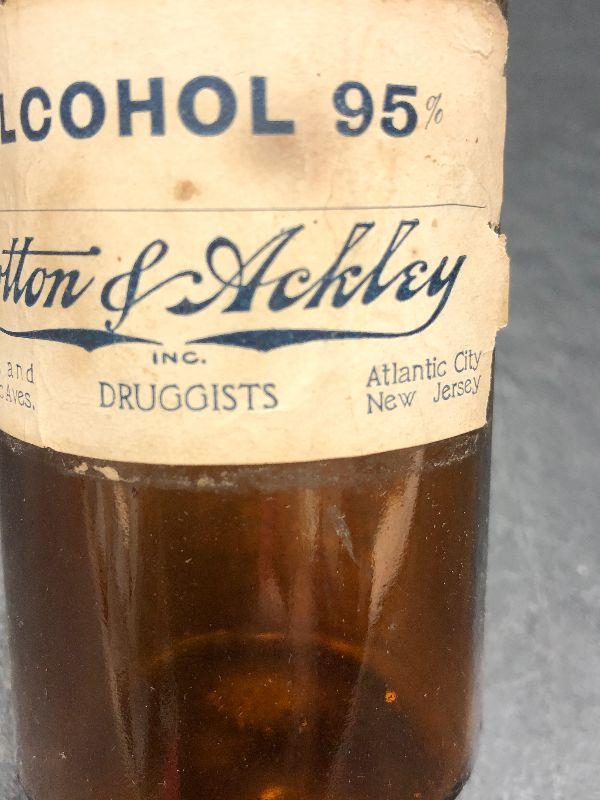 LCOHOL 95%
tton & Ackley
INC.
and
Aves.
DRUGGISTS
Atlantic City
New Jersey